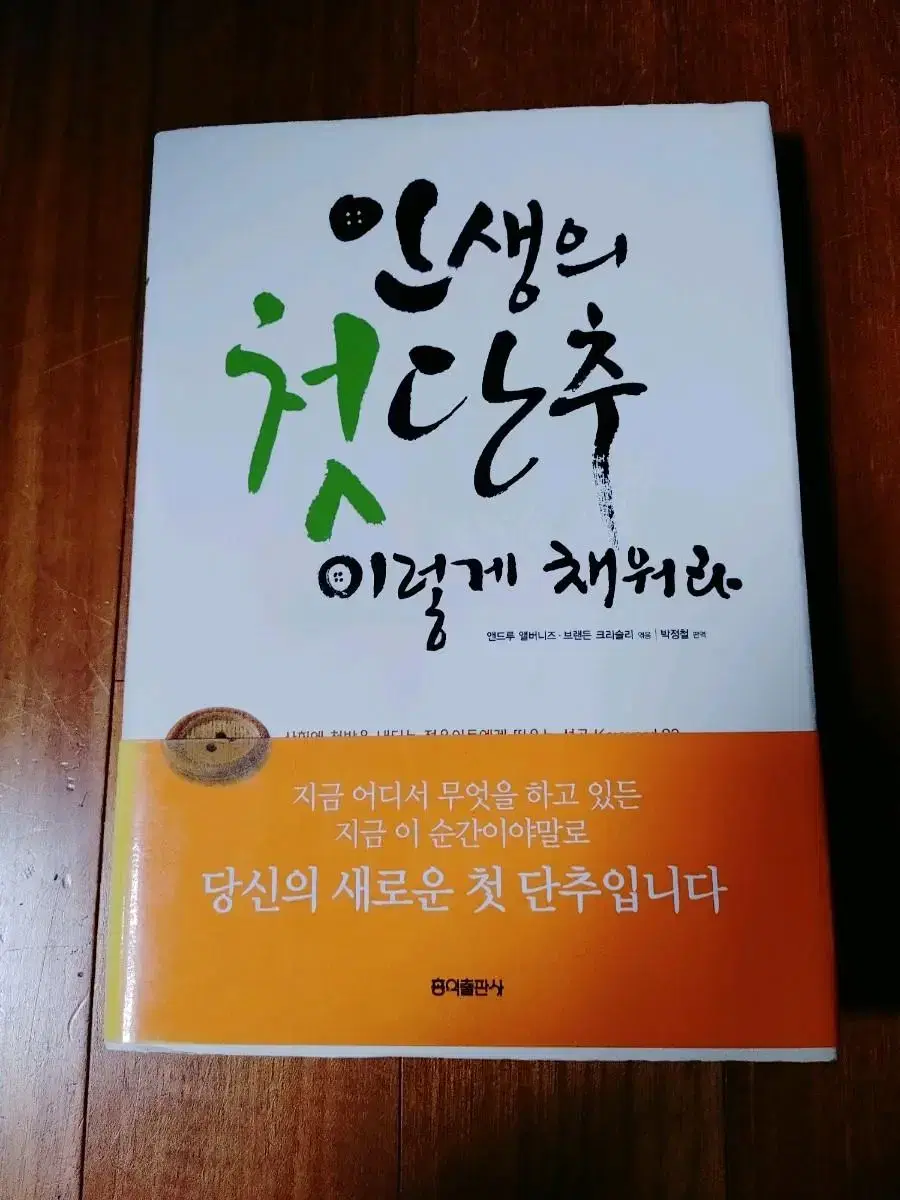 인생의
첫단추
이렇게 채워라
앤드루 앨버니즈·브랜든 크리슬리 엮음 | 박정철 편역
지금 어디서 무엇을 하고 있든
지금 이 순간이야말로
당신의 새로운 첫 단추입니다
흥익출판사